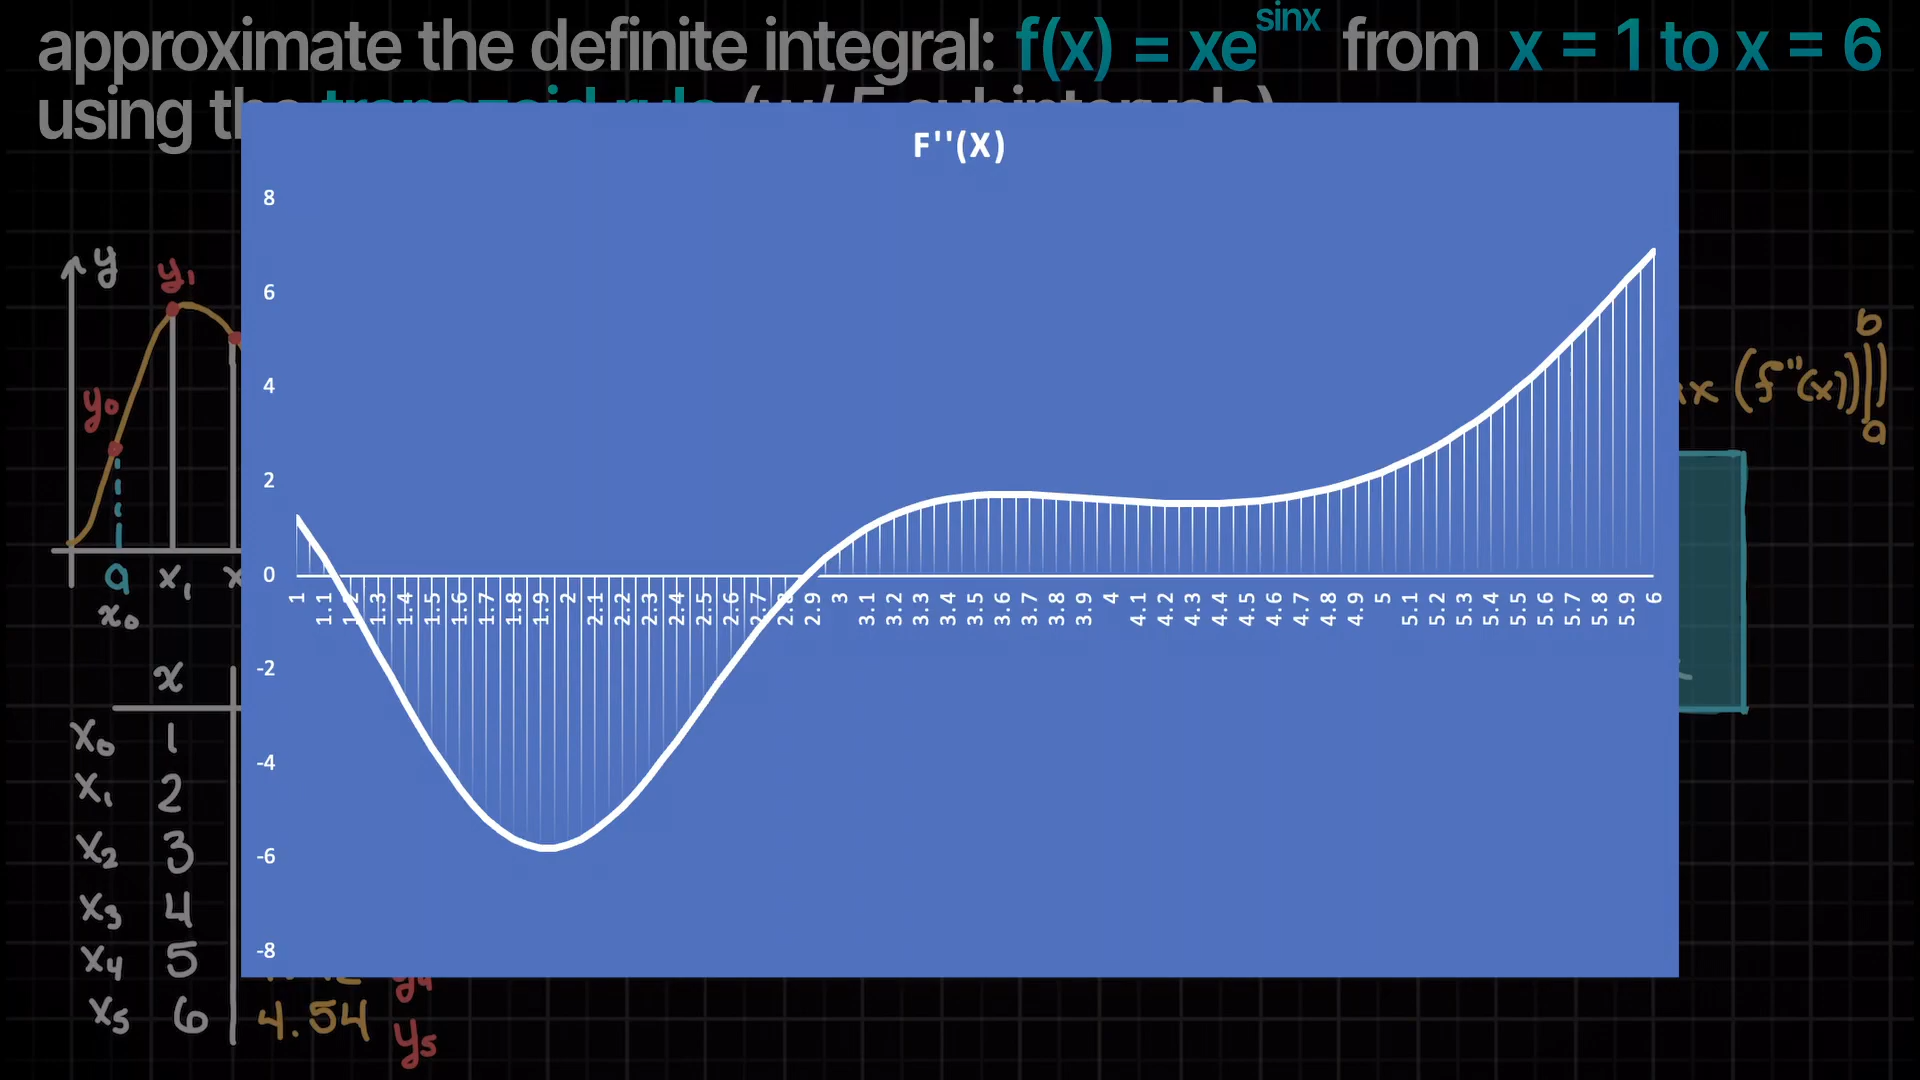 approximate the definite integral: f(x) = xe^sinx from x = 1 to x = 6
using
F''(X)
8
6
4
2
0
-2
-4
-6
-8
1 1.1 1.2 1.3 1.4 1.5 1.6 1.7 1.8 1.9 2 2.1 2.2 2.3 2.4 2.5 2.6 2.7 2.8 2.9 3 3.1 3.2 3.3 3.4 3.5 3.6 3.7 3.8 3.9 4 4.1 4.2 4.3 4.4 4.5 4.6 4.7 4.8 4.9 5 5.1 5.2 5.3 5.4 5.5 5.6 5.7 5.8 5.9 6
y
y₁
y₀
a x₁
x₀
(f''(x))|) b a
x
x₀ 1
x₁ 2
x₂ 3
x₃ 4
x₄ 5 y₄
x₅ 6 4.54 y₅